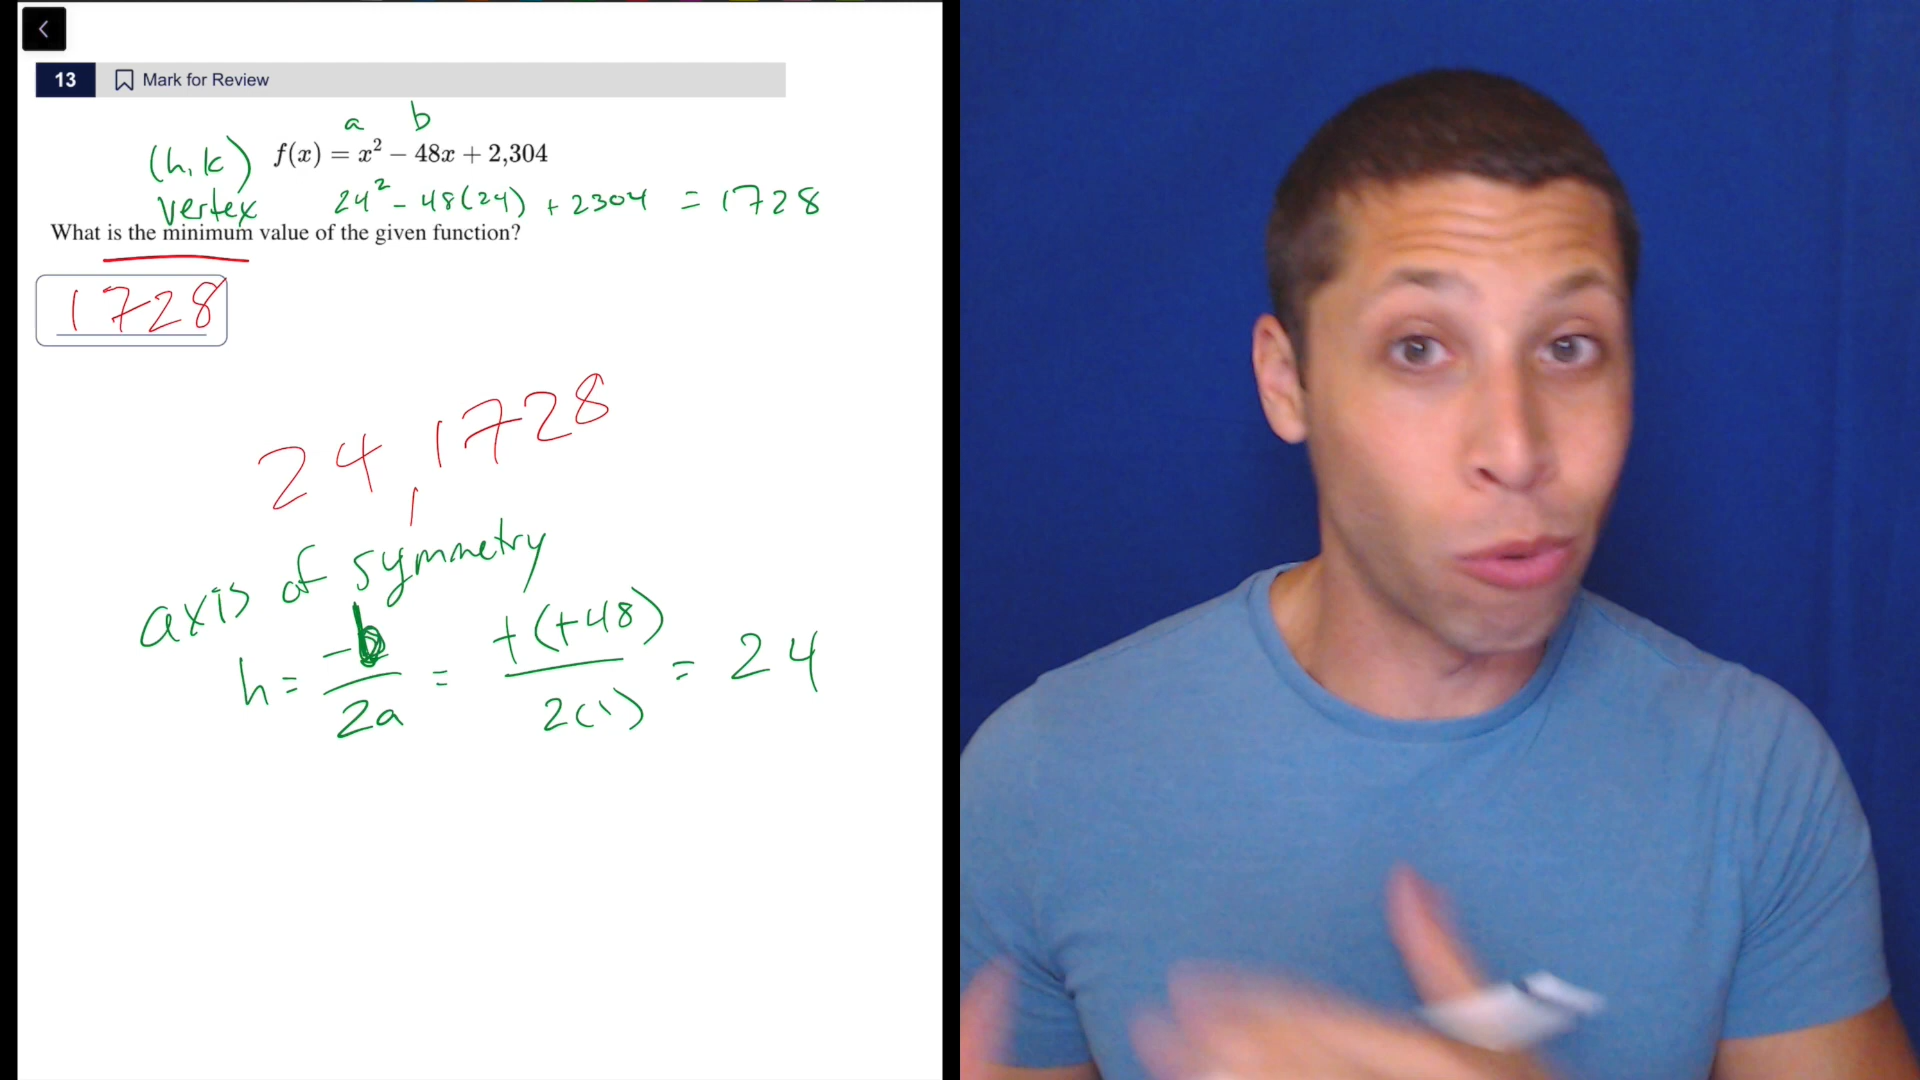 13 Mark for Review
a b
(h, k) f(x) = x² − 48x + 2,304
vertex 24² - 48(24) + 2304 = 1728
What is the minimum value of the given function?
1728
24, 1728
axis of symmetry
h = -b/2a = +(+48)/2(1) = 24